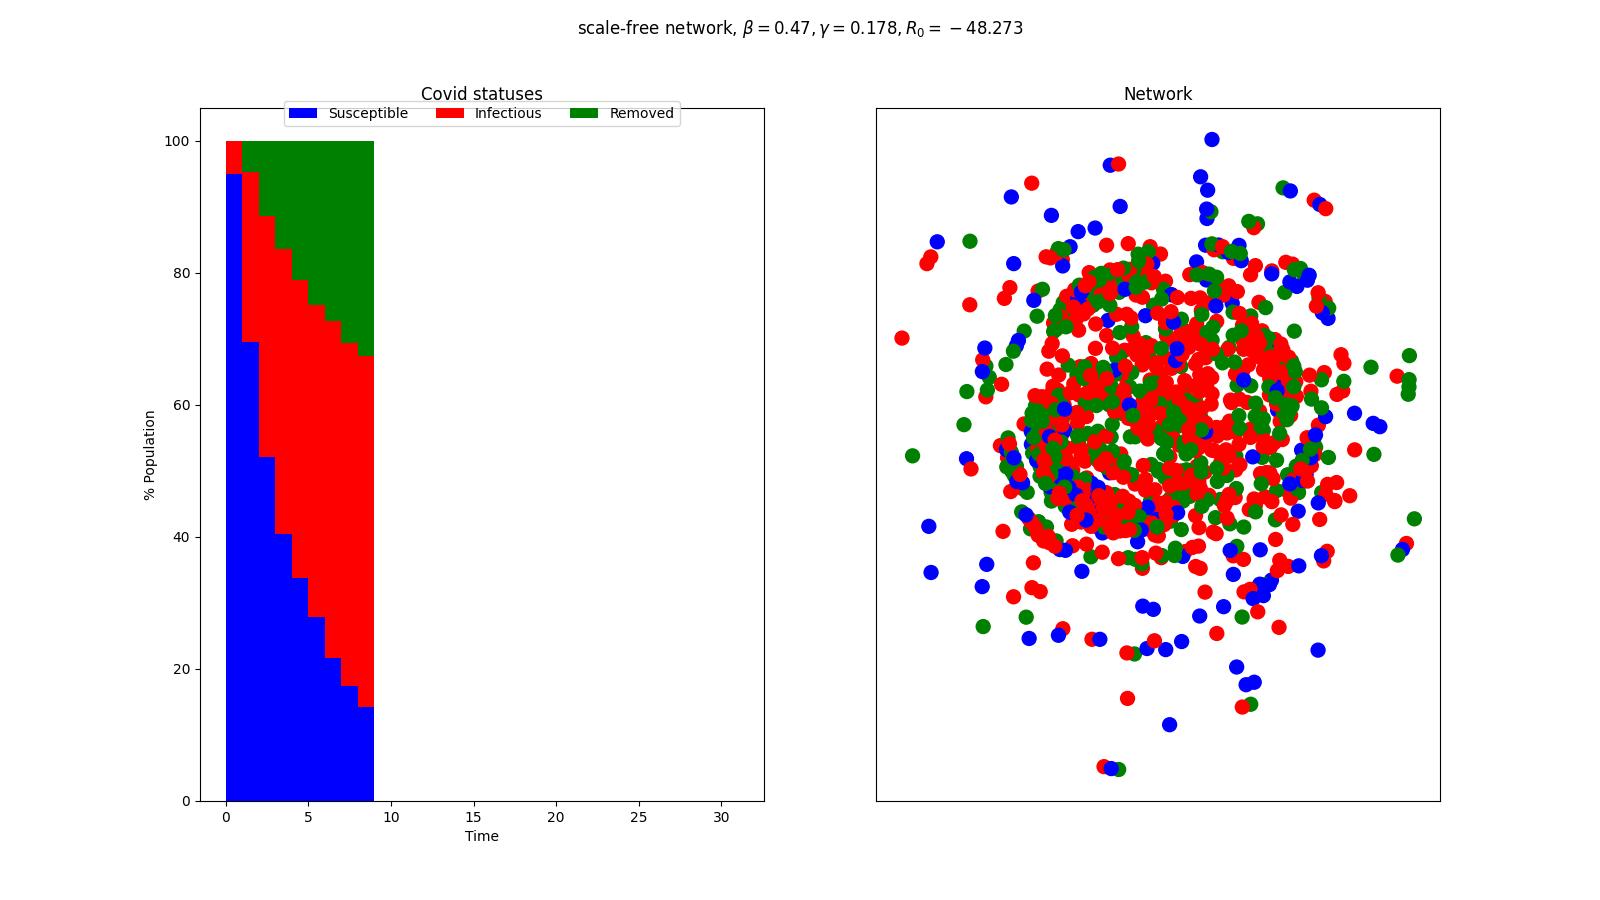 scale-free network, β = 0.47, γ = 0.178, R₀ = − 48.273
Covid statuses
Susceptible Infectious Removed
100
80
60
40
20
0
% Population
0 5 10 15 20 25 30
Time
Network